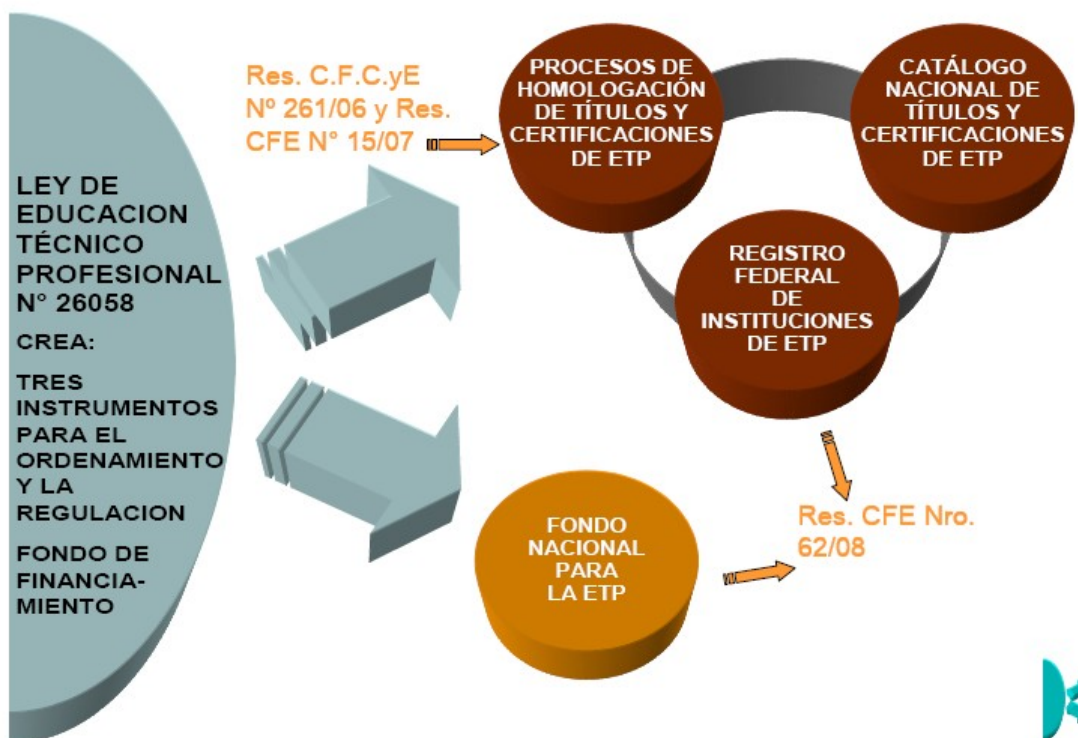 LEY DE
EDUCACION
TÉCNICO
PROFESIONAL
N° 26058
CREA:
TRES
INSTRUMENTOS
PARA EL
ORDENAMIENTO
Y LA
REGULACION
FONDO DE
FINANCIA-
MIENTO
Res. C.F.C.yE
Nº 261/06 y Res.
CFE N° 15/07
PROCESOS DE
HOMOLOGACIÓN
DE TÍTULOS Y
CERTIFICACIONES
DE ETP
CATÁLOGO
NACIONAL DE
TÍTULOS Y
CERTIFICACIONES
DE ETP
REGISTRO
FEDERAL
DE
INSTITUCIONES
DE ETP
FONDO
NACIONAL
PARA
LA ETP
Res. CFE Nro.
62/08